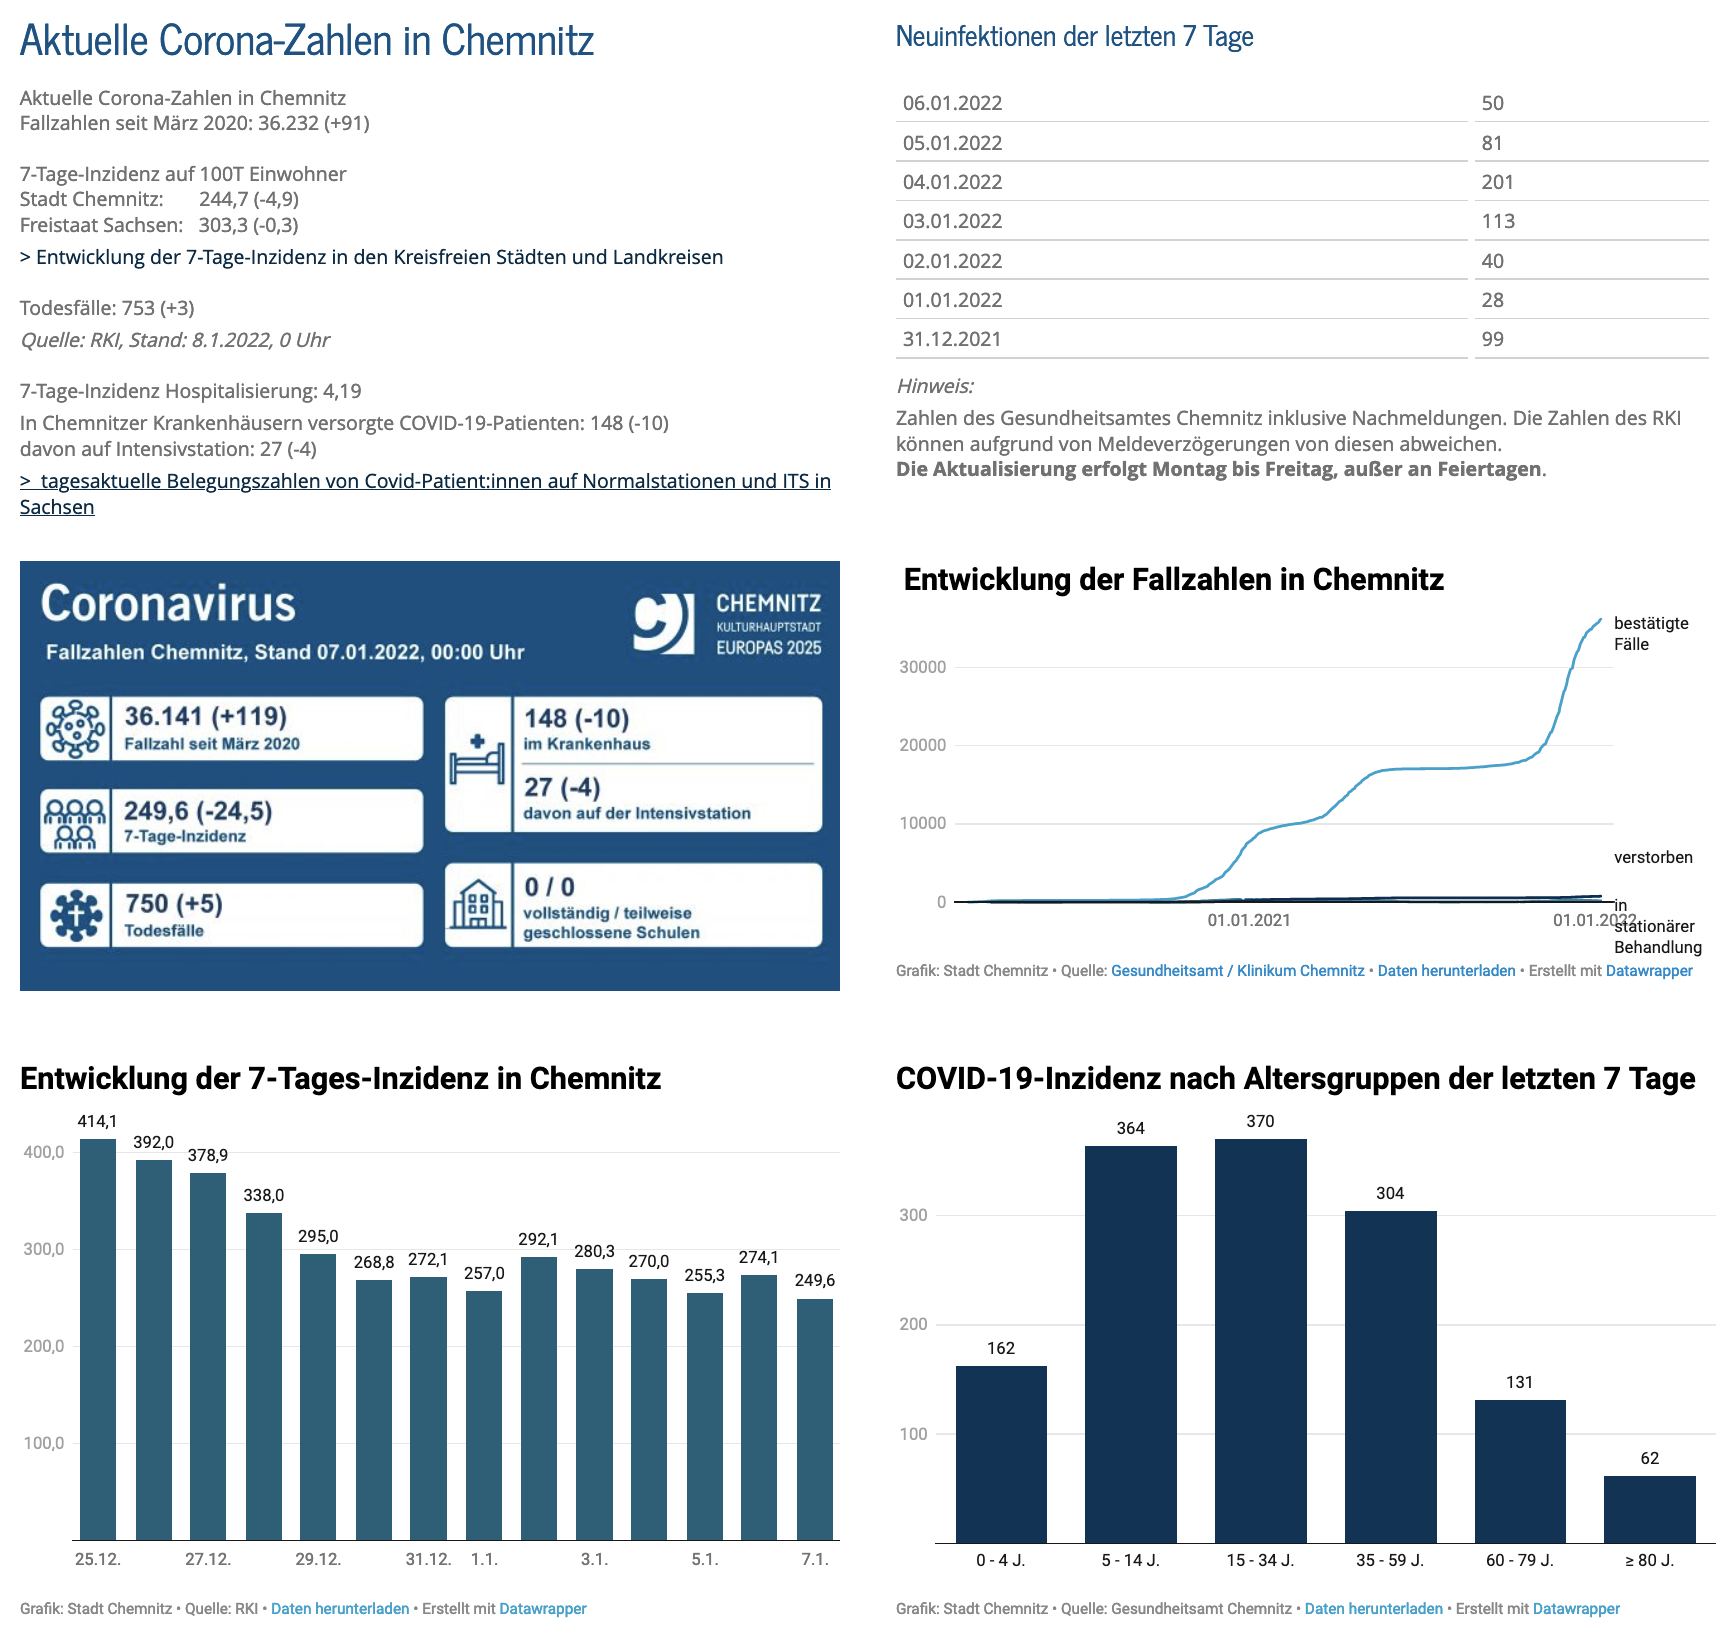 Aktuelle Corona-Zahlen in Chemnitz
Aktuelle Corona-Zahlen in Chemnitz
Fallzahlen seit März 2020: 36.232 (+91)
7-Tage-Inzidenz auf 100T Einwohner
Stadt Chemnitz: 244,7 (-4,9)
Freistaat Sachsen: 303,3 (-0,3)
> Entwicklung der 7-Tage-Inzidenz in den Kreisfreien Städten und Landkreisen
Todesfälle: 753 (+3)
Quelle: RKI, Stand: 8.1.2022, 0 Uhr
7-Tage-Inzidenz Hospitalisierung: 4,19
In Chemnitzer Krankenhäusern versorgte COVID-19-Patienten: 148 (-10)
davon auf Intensivstation: 27 (-4)
> tagesaktuelle Belegungszahlen von Covid-Patient:innen auf Normalstationen und ITS in
Sachsen
Neuinfektionen der letzten 7 Tage
06.01.2022 50
05.01.2022 81
04.01.2022 201
03.01.2022 113
02.01.2022 40
01.01.2022 28
31.12.2021 99
Hinweis:
Zahlen des Gesundheitsamtes Chemnitz inklusive Nachmeldungen. Die Zahlen des RKI
können aufgrund von Meldeverzögerungen von diesen abweichen.
Die Aktualisierung erfolgt Montag bis Freitag, außer an Feiertagen.
Coronavirus
Fallzahlen Chemnitz, Stand 07.01.2022, 00:00 Uhr
CHEMNITZ
KULTURHAUPTSTADT
EUROPAS 2025
36.141 (+119)
Fallzahl seit März 2020
249,6 (-24,5)
7-Tage-Inzidenz
750 (+5)
Todesfälle
148 (-10)
im Krankenhaus
27 (-4)
davon auf der Intensivstation
0 / 0
vollständig / teilweise
geschlossene Schulen
Entwicklung der Fallzahlen in Chemnitz
bestätigte
Fälle
30000
20000
10000
verstorben
0
in
stationärer
Behandlung
01.01.2021 01.01.2022
Grafik: Stadt Chemnitz • Quelle: Gesundheitsamt / Klinikum Chemnitz • Daten herunterladen • Erstellt mit Datawrapper
Entwicklung der 7-Tages-Inzidenz in Chemnitz
400,0
300,0
200,0
100,0
414,1 392,0 378,9 338,0 295,0 268,8 272,1 257,0 292,1 280,3 270,0 255,3 274,1 249,6
25.12. 27.12. 29.12. 31.12. 1.1. 3.1. 5.1. 7.1.
Grafik: Stadt Chemnitz • Quelle: RKI • Daten herunterladen • Erstellt mit Datawrapper
COVID-19-Inzidenz nach Altersgruppen der letzten 7 Tage
300
200
100
162 364 370 304 131 62
0 - 4 J. 5 - 14 J. 15 - 34 J. 35 - 59 J. 60 - 79 J. ≥ 80 J.
Grafik: Stadt Chemnitz • Quelle: Gesundheitsamt Chemnitz • Daten herunterladen • Erstellt mit Datawrapper